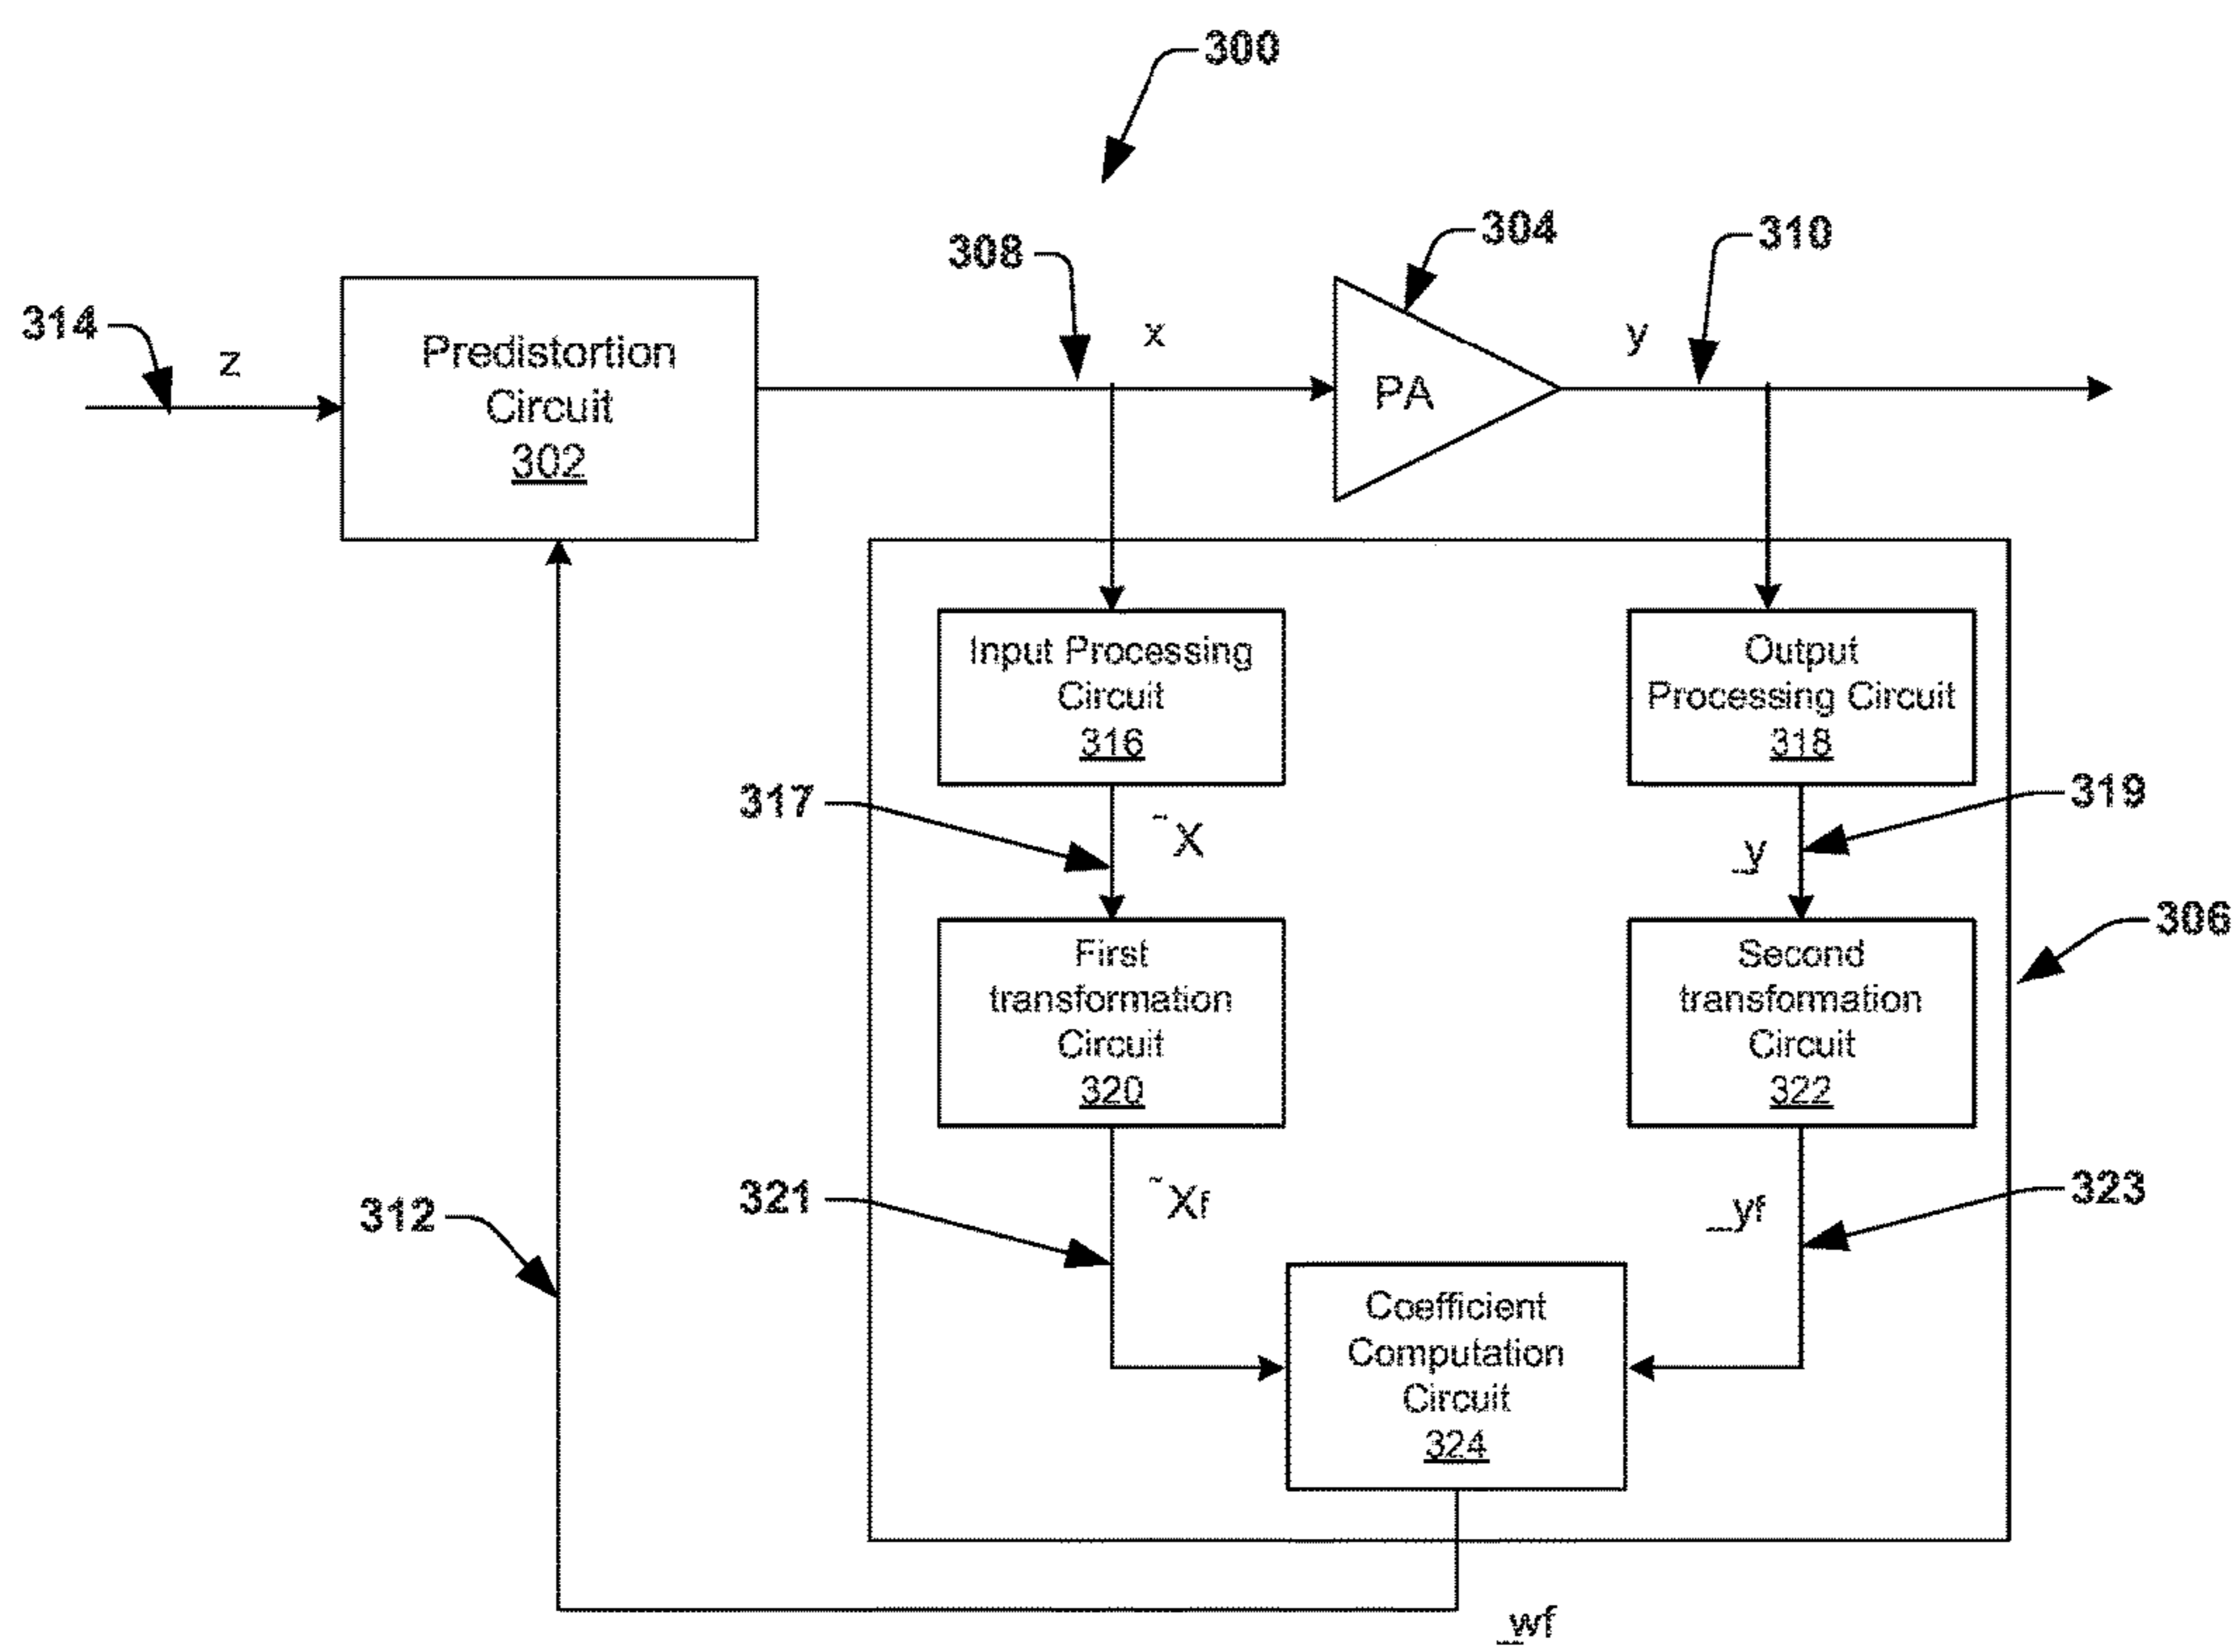 300
304
310
308
314
z
x
y
Predistortion
Circuit
302
PA
Input Processing
Circuit
316
Output
Processing Circuit
318
317
319
˜X
_y
306
First
transformation
Circuit
320
Second
transformation
Circuit
322
321
˜Xf
_yf
323
312
Coefficient
Computation
Circuit
324
_wf